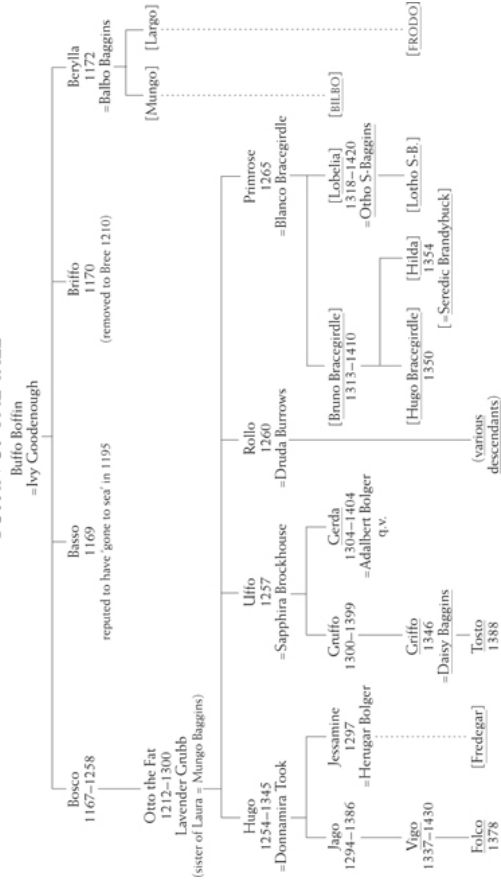 Buffo Boffin
=Ivy Goodenough
Bosco
1167–1258
Basso
1169
reputed to have ‘gone to sea’ in 1195
Briffo
1170
(removed to Bree 1210)
Berylla
1172
=Balbo Baggins
[Mungo]
[Largo]
Otto the Fat
1212–1300
Lavender Grubb
(sister of Laura = Mungo Baggins)
Hugo
1254–1345
=Donnamira Took
Uffo
1257
=Sapphira Brockhouse
Rollo
1260
=Druda Burrows
Primrose
1265
=Blanco Bracegirdle
Jago
1294–1386
Jessamine
1297
=Herugar Bolger
Gruffo
1300–1399
Gerda
1304–1404
=Adalbert Bolger
q.v.
[Bruno Bracegirdle]
1313–1410
[Lobelia]
1318–1420
=Otho S-Baggins
[BILBO]
Vigo
1337–1430
Griffo
1346
=Daisy Baggins
[Hugo Bracegirdle]
1350
[Hilda]
1354
[=Seredic Brandybuck]
[Lotho S-B.]
Folco
1378
[Fredegar]
Tosto
1388
(various
descendants)
[FRODO]